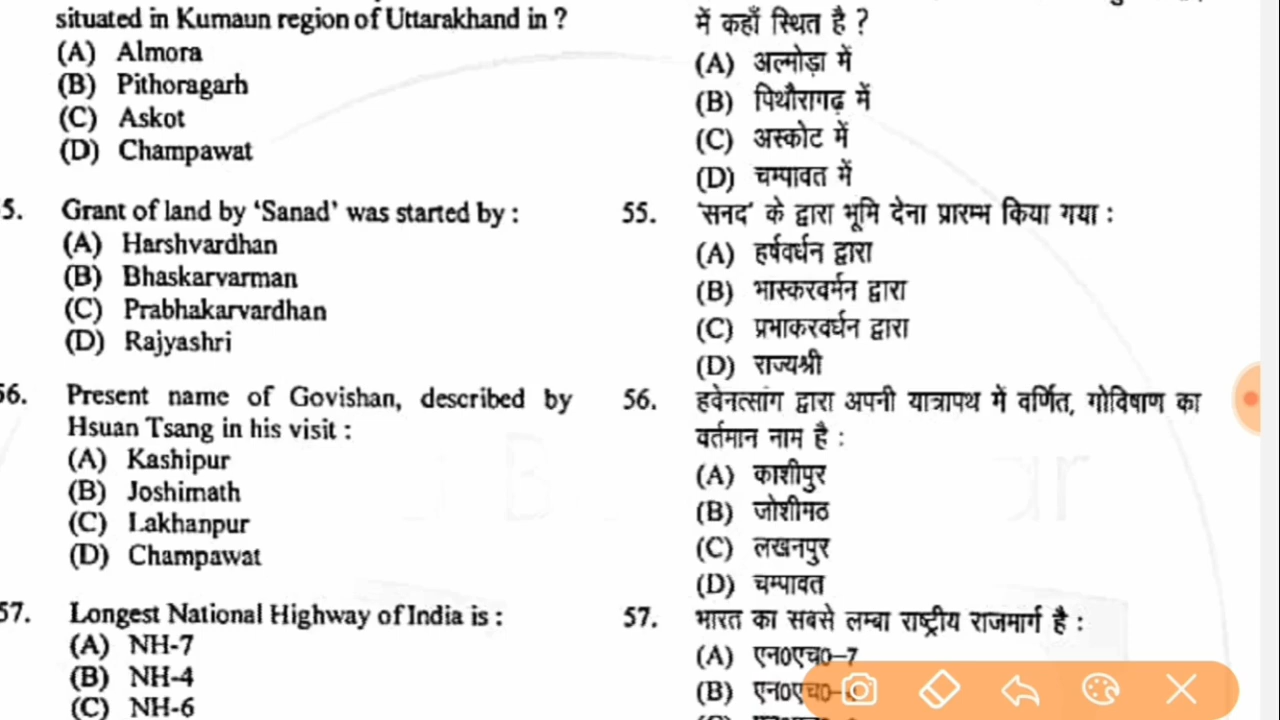 situated in Kumaun region of Uttarakhand in ?
(A) Almora
(B) Pithoragarh
(C) Askot
(D) Champawat
5. Grant of land by ‘Sanad’ was started by :
(A) Harshvardhan
(B) Bhaskarvarman
(C) Prabhakarvardhan
(D) Rajyashri
56. Present name of Govishan, described by
Hsuan Tsang in his visit :
(A) Kashipur
(B) Joshimath
(C) Lakhanpur
(D) Champawat
57. Longest National Highway of India is :
(A) NH-7
(B) NH-4
(C) NH-6
में कहाँ स्थित है ?
(A) अल्मोड़ा में
(B) पिथौरागढ़ में
(C) अस्कोट में
(D) चम्पावत में
55. ‘सनद’ के द्वारा भूमि देना प्रारम्भ किया गया :
(A) हर्षवर्धन द्वारा
(B) भास्करवर्मन द्वारा
(C) प्रभाकरवर्धन द्वारा
(D) राज्यश्री
56. हवेनत्सांग द्वारा अपनी यात्रापथ में वर्णित, गोविषाण का
वर्तमान नाम है :
(A) काशीपुर
(B) जोशीमठ
(C) लखनपुर
(D) चम्पावत
57. भारत का सबसे लम्बा राष्ट्रीय राजमार्ग है :
(A) एन0एच0–7
(B) एन0एच0–